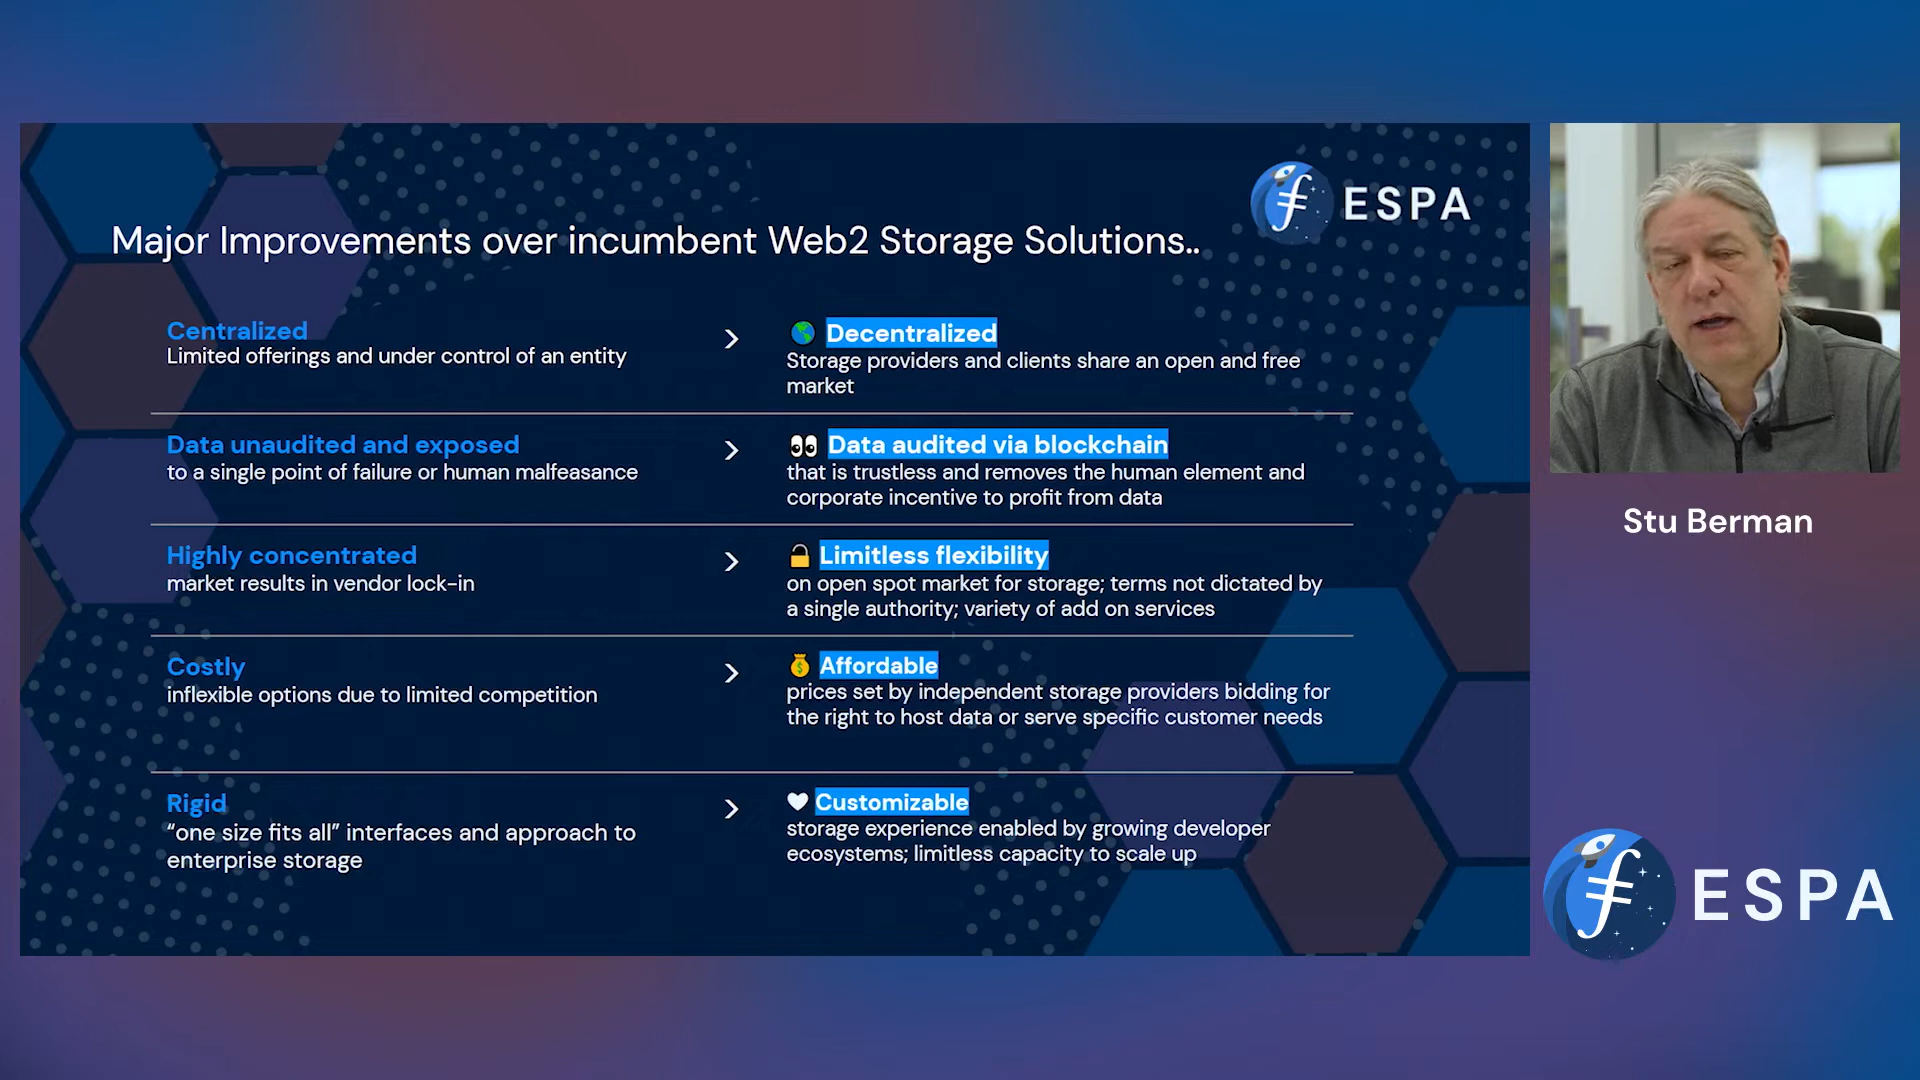 ESPA
Major Improvements over incumbent Web2 Storage Solutions..
Centralized
Limited offerings and under control of an entity
Decentralized
Storage providers and clients share an open and free
market
Data unaudited and exposed
to a single point of failure or human malfeasance
Data audited via blockchain
that is trustless and removes the human element and
corporate incentive to profit from data
Highly concentrated
market results in vendor lock-in
Limitless flexibility
on open spot market for storage; terms not dictated by
a single authority; variety of add on services
Costly
inflexible options due to limited competition
Affordable
prices set by independent storage providers bidding for
the right to host data or serve specific customer needs
Rigid
“one size fits all” interfaces and approach to
enterprise storage
Customizable
storage experience enabled by growing developer
ecosystems; limitless capacity to scale up
Stu Berman
ESPA